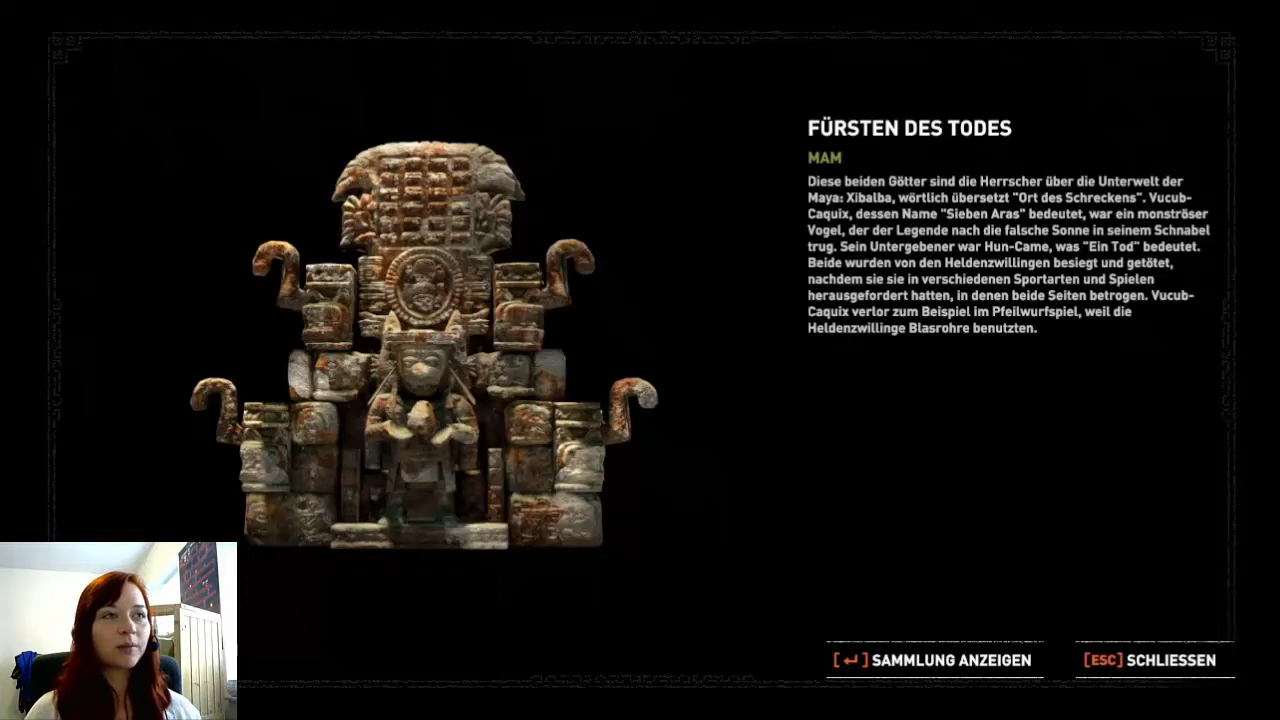 FÜRSTEN DES TODES
MAM
Diese beiden Götter sind die Herrscher über die Unterwelt der
Maya: Xibalba, wörtlich übersetzt "Ort des Schreckens". Vucub-
Caquix, dessen Name "Sieben Aras" bedeutet, war ein monströser
Vogel, der der Legende nach die falsche Sonne in seinem Schnabel
trug. Sein Untergebener war Hun-Came, was "Ein Tod" bedeutet.
Beide wurden von den Heldenzwillingen besiegt und getötet,
nachdem sie sie in verschiedenen Sportarten und Spielen
herausgefordert hatten, in denen beide Seiten betrogen. Vucub-
Caquix verlor zum Beispiel im Pfeilwurfspiel, weil die
Heldenzwillinge Blasrohre benutzten.
[↵] SAMMLUNG ANZEIGEN
[ESC] SCHLIESSEN